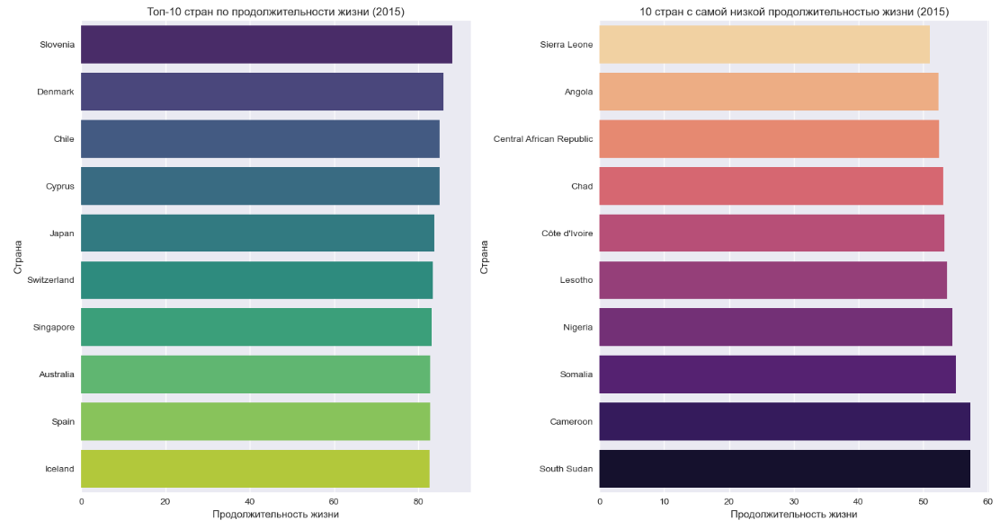 Топ-10 стран по продолжительности жизни (2015)
Страна
Slovenia
Denmark
Chile
Cyprus
Japan
Switzerland
Singapore
Australia
Spain
Iceland
0 20 40 60 80
Продолжительность жизни
10 стран с самой низкой продолжительностью жизни (2015)
Страна
Sierra Leone
Angola
Central African Republic
Chad
Côte d'Ivoire
Lesotho
Nigeria
Somalia
Cameroon
South Sudan
0 10 20 30 40 50 60
Продолжительность жизни